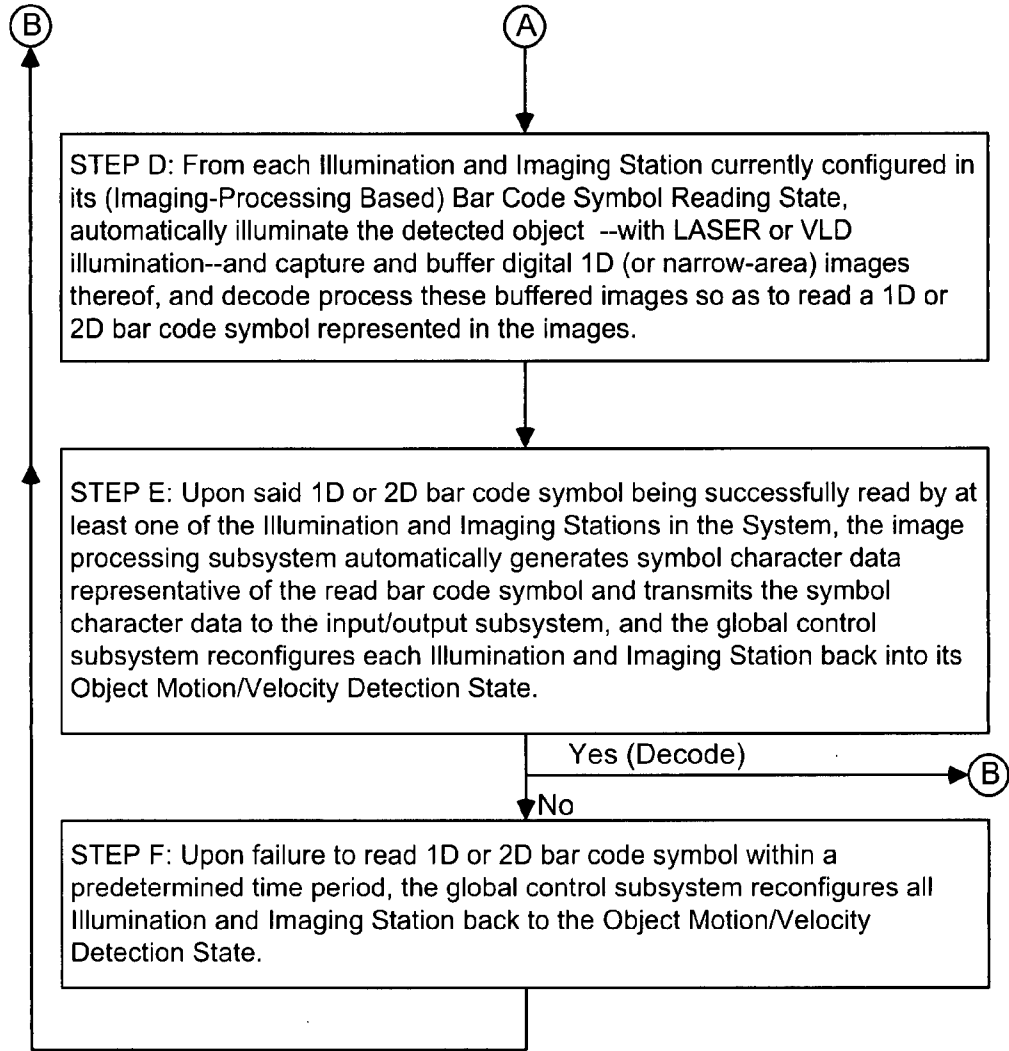 B
A
STEP D: From each Illumination and Imaging Station currently configured in
its (Imaging-Processing Based) Bar Code Symbol Reading State,
automatically illuminate the detected object --with LASER or VLD
illumination--and capture and buffer digital 1D (or narrow-area) images
thereof, and decode process these buffered images so as to read a 1D or
2D bar code symbol represented in the images.
STEP E: Upon said 1D or 2D bar code symbol being successfully read by at
least one of the Illumination and Imaging Stations in the System, the image
processing subsystem automatically generates symbol character data
representative of the read bar code symbol and transmits the symbol
character data to the input/output subsystem, and the global control
subsystem reconfigures each Illumination and Imaging Station back into its
Object Motion/Velocity Detection State.
Yes (Decode)
B
No
STEP F: Upon failure to read 1D or 2D bar code symbol within a
predetermined time period, the global control subsystem reconfigures all
Illumination and Imaging Station back to the Object Motion/Velocity
Detection State.